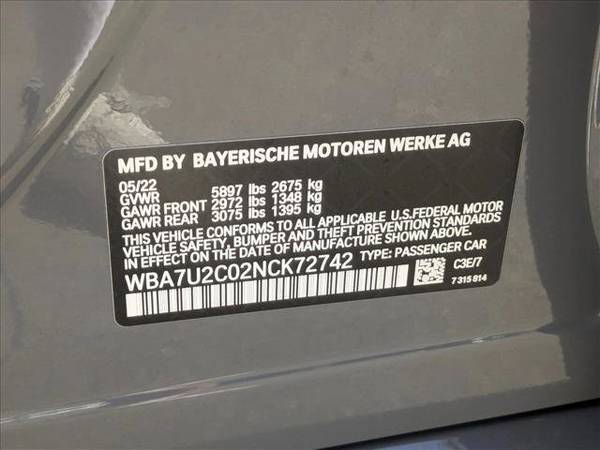 MFD BY BAYERISCHE MOTOREN WERKE AG
05/22
GVWR 5897 lbs 2675 kg
GAWR FRONT 2972 lbs 1348 kg
GAWR REAR 3075 lbs 1395 kg
THIS VEHICLE CONFORMS TO ALL APPLICABLE U.S.FEDERAL MOTOR
VEHICLE SAFETY, BUMPER AND THEFT PREVENTION STANDARDS
IN EFFECT ON THE DATE OF MANUFACTURE SHOWN ABOVE.
WBA7U2C02NCK72742 TYPE: PASSENGER CAR
C3E/7
7 315 814